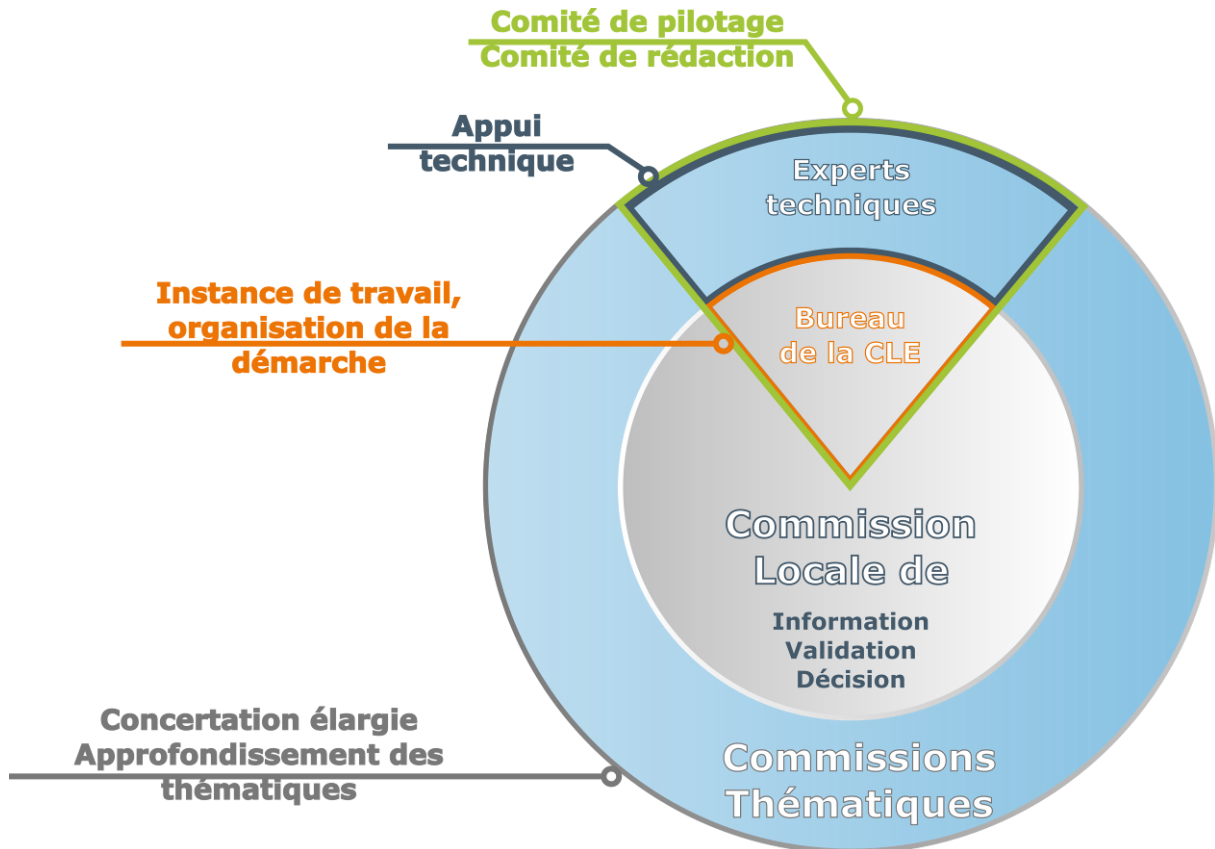 Comité de pilotage
Comité de rédaction
Appui
technique
Experts
techniques
Instance de travail,
organisation de la
démarche
Bureau
de la CLE
Commission
Locale de
Information
Validation
Décision
Concertation élargie
Approfondissement des
thématiques
Commissions
Thématiques